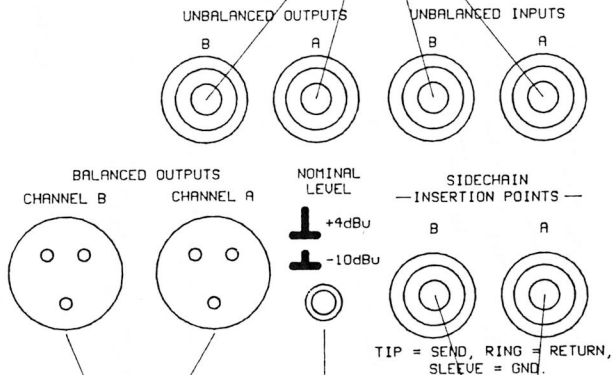 UNBALANCED OUTPUTS
B A
UNBALANCED INPUTS
B A
BALANCED OUTPUTS
CHANNEL B CHANNEL A
NOMINAL
LEVEL
+4dBu
-10dBu
SIDECHAIN
INSERTION POINTS
B A
TIP = SEND, RING = RETURN,
SLEEVE = GND.